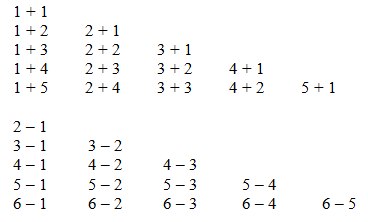 1 + 1
1 + 2 2 + 1
1 + 3 2 + 2 3 + 1
1 + 4 2 + 3 3 + 2 4 + 1
1 + 5 2 + 4 3 + 3 4 + 2 5 + 1
2 – 1
3 – 1 3 – 2
4 – 1 4 – 2 4 – 3
5 – 1 5 – 2 5 – 3 5 – 4
6 – 1 6 – 2 6 – 3 6 – 4 6 – 5